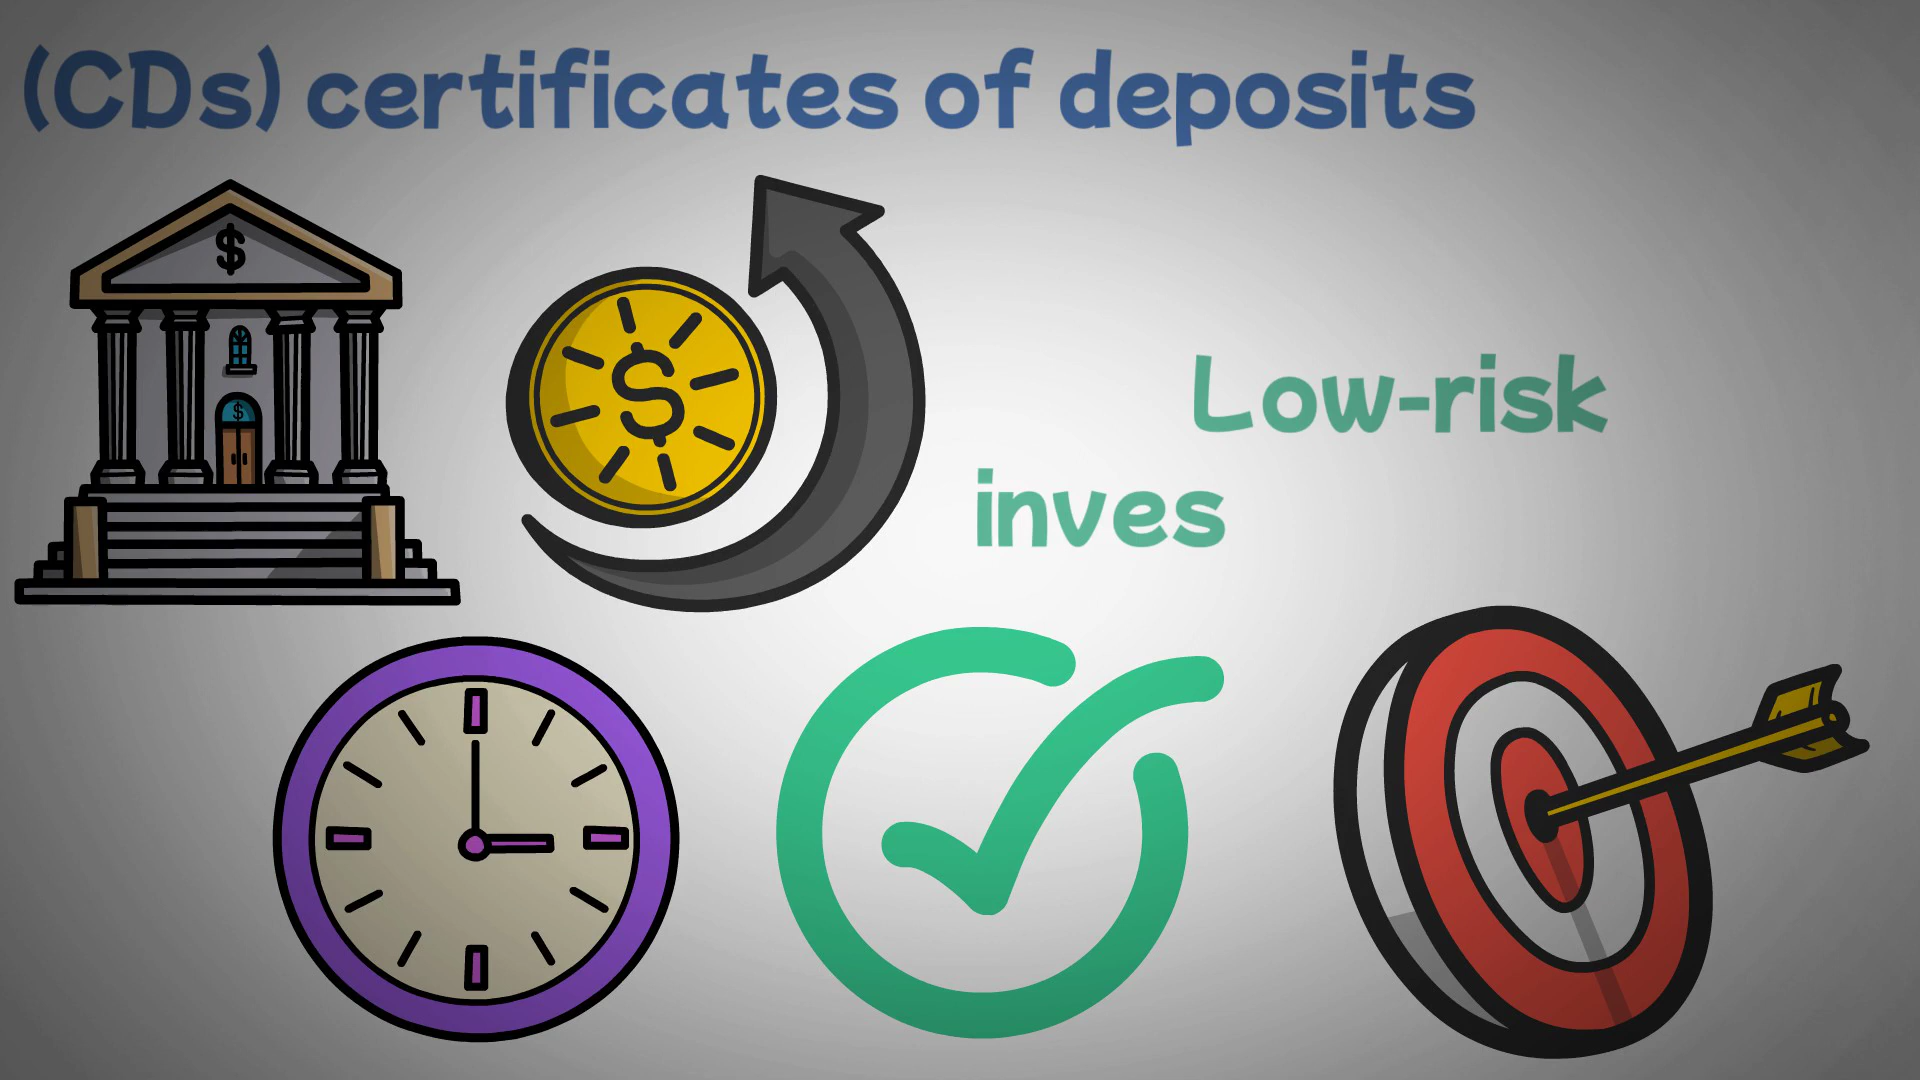 (CDs) certificates of deposits
$
$
$
$
Low-risk
inves